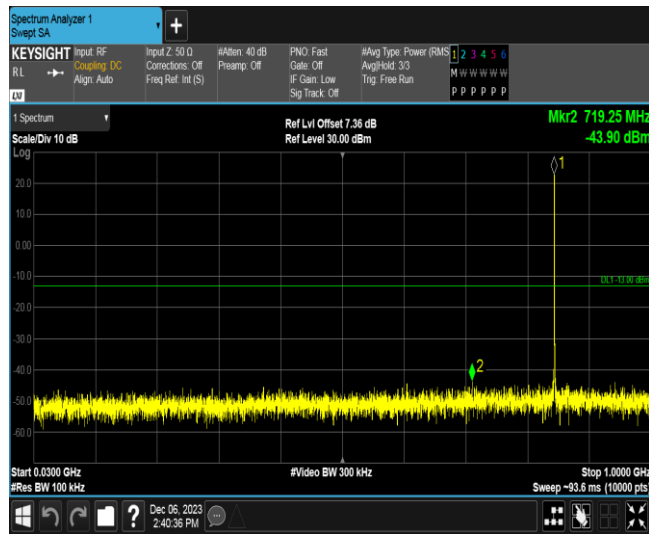 Spectrum Analyzer 1
Swept SA
+
KEYSIGHT
RL
LXI
Input: RF
Coupling: DC
Align: Auto
Input Z: 50 Ω
Corrections: Off
Freq Ref: Int (S)
#Atten: 40 dB
Preamp: Off
PNO: Fast
Gate: Off
IF Gain: Low
Sig Track: Off
#Avg Type: Power (RMS
Avg|Hold: 3/3
Trig: Free Run
1 2 3 4 5 6
M W W W W W
P P P P P P
1 Spectrum
Scale/Div 10 dB
Log
Ref Lvl Offset 7.36 dB
Ref Level 30.00 dBm
Mkr2 719.25 MHz
-43.90 dBm
1
20.0
10.0
0.00
-10.0
DL1 -13.00 dBm
-20.0
-30.0
-40.0
2
-50.0
-60.0
Start 0.0300 GHz
#Res BW 100 kHz
#Video BW 300 kHz
Stop 1.0000 GHz
Sweep ~93.6 ms (10000 pts)
?
Dec 06, 2023
2:40:36 PM